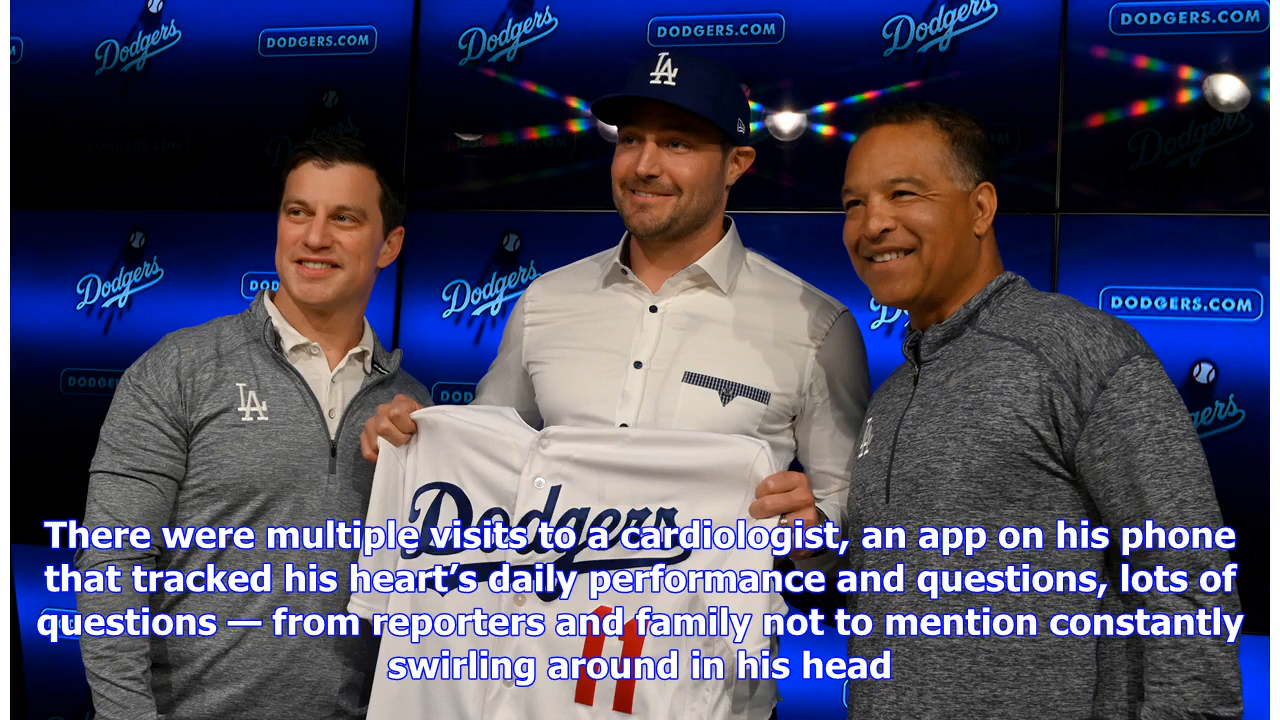 Dodgers
DODGERS.COM
Dodgers
DODGERS.COM
Dodgers
DODGERS.COM
LA
Dodgers
Dodgers
Dodgers
DODGERS.COM
LA
Dodgers
11
There were multiple visits to a cardiologist, an app on his phone
that tracked his heart’s daily performance and questions, lots of
questions — from reporters and family not to mention constantly
swirling around in his head